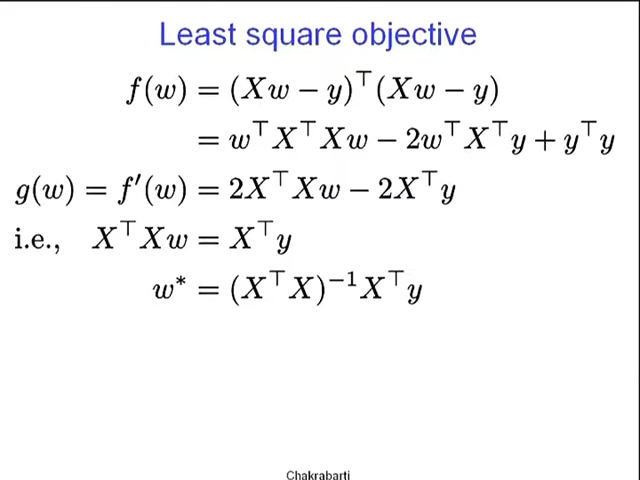 Least square objective
f(w) = (Xw − y)⊤(Xw − y)
= w⊤X⊤Xw − 2w⊤X⊤y + y⊤y
g(w) = f′(w) = 2X⊤Xw − 2X⊤y
i.e., X⊤Xw = X⊤y
w* = (X⊤X)⁻¹X⊤y
Chakrabarti